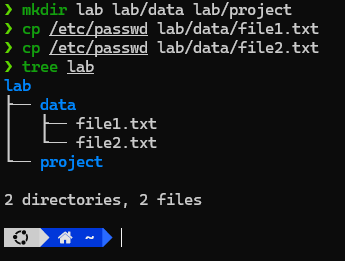 ❯ mkdir lab lab/data lab/project
❯ cp /etc/passwd lab/data/file1.txt
❯ cp /etc/passwd lab/data/file2.txt
❯ tree lab
lab
├── data
│   ├── file1.txt
│   └── file2.txt
└── project

2 directories, 2 files

~